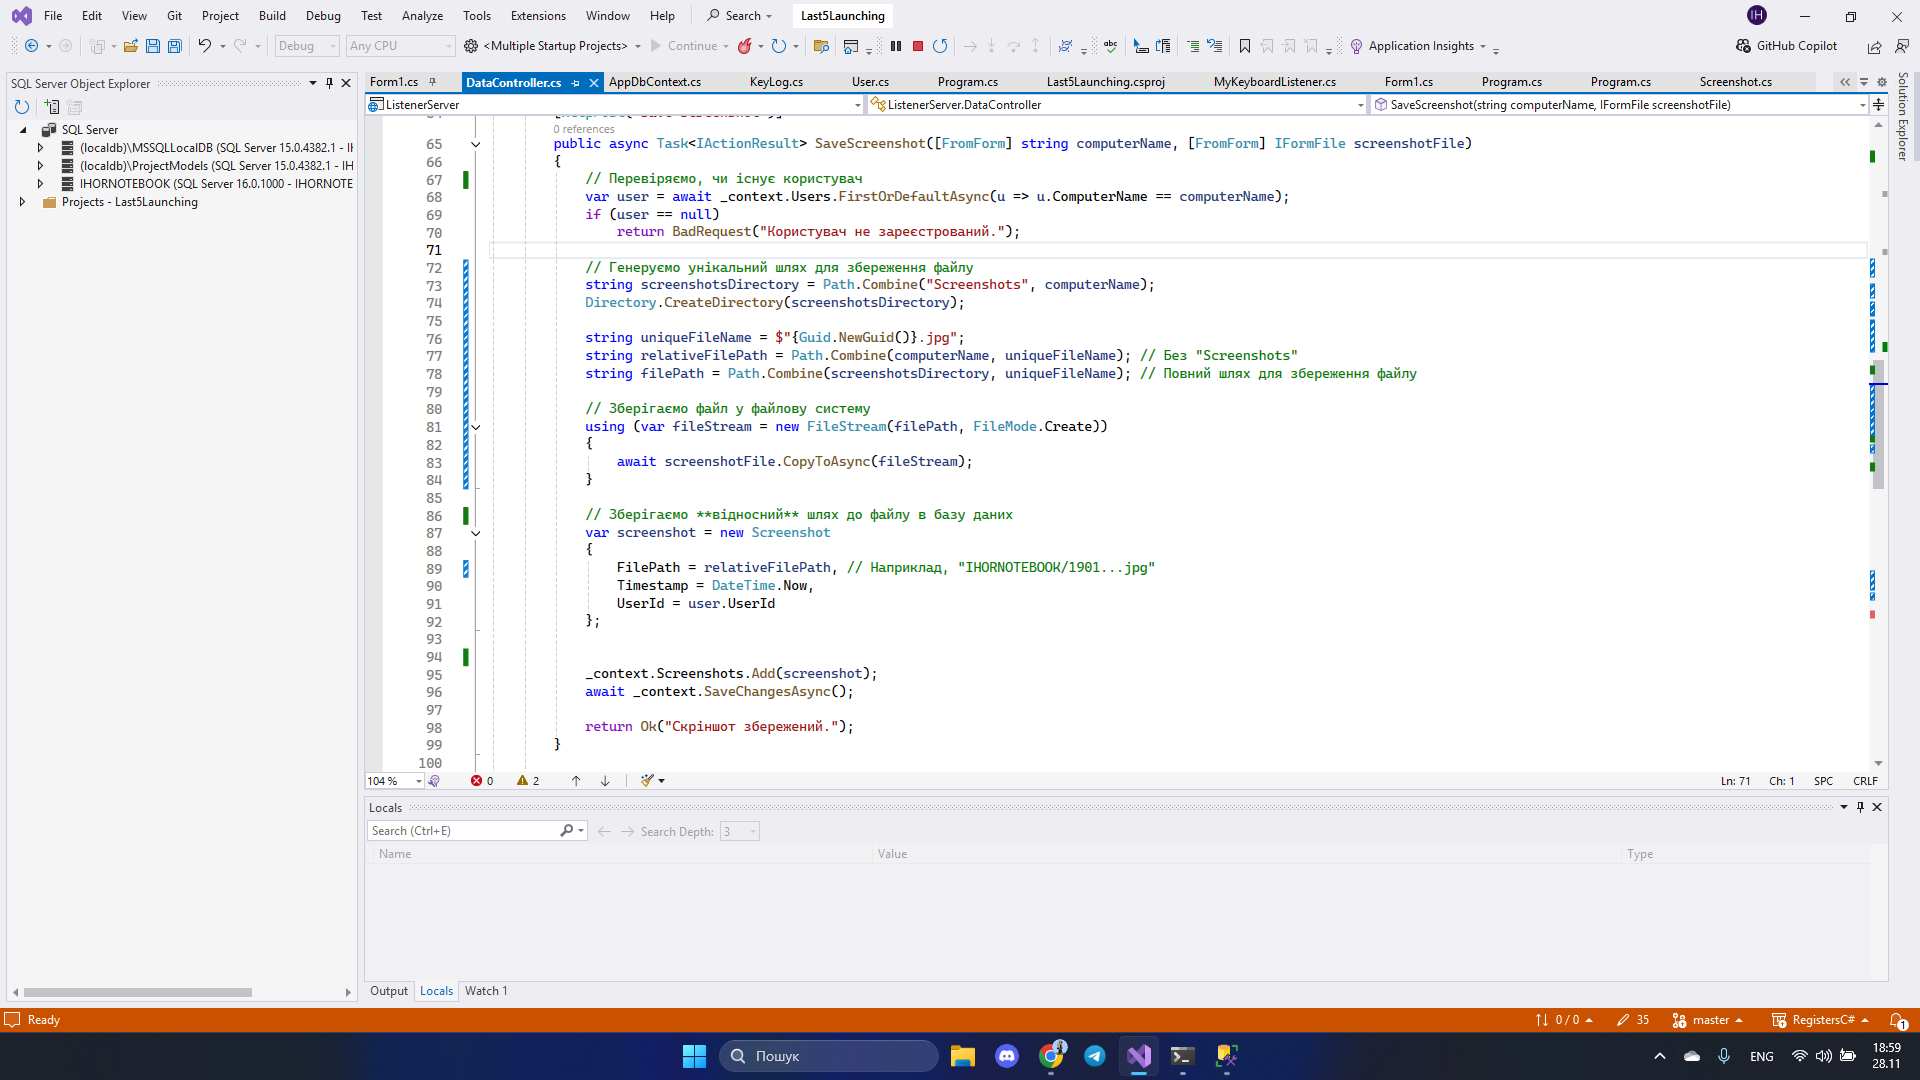 File Edit View Git Project Build Debug Test Analyze Tools Extensions Window Help Search Last5Launching IH
Debug Any CPU <Multiple Startup Projects> Continue Application Insights GitHub Copilot
SQL Server Object Explorer
SQL Server
(localdb)\MSSQLLocalDB (SQL Server 15.0.4382.1 - IH
(localdb)\ProjectModels (SQL Server 15.0.4382.1 - IH
IHORNOTEBOOK (SQL Server 16.0.1000 - IHORNOTE
Projects - Last5Launching
Form1.cs DataController.cs AppDbContext.cs KeyLog.cs User.cs Program.cs Last5Launching.csproj MyKeyboardListener.cs Form1.cs Program.cs Program.cs Screenshot.cs
Solution Explorer
ListenerServer ListenerServer.DataController SaveScreenshot(string computerName, IFormFile screenshotFile)
0 references
65 public async Task<IActionResult> SaveScreenshot([FromForm] string computerName, [FromForm] IFormFile screenshotFile)
66 {
67 // Перевіряємо, чи існує користувач
68 var user = await _context.Users.FirstOrDefaultAsync(u => u.ComputerName == computerName);
69 if (user == null)
70 return BadRequest("Користувач не зареєстрований.");
71
72 // Генеруємо унікальний шлях для збереження файлу
73 string screenshotsDirectory = Path.Combine("Screenshots", computerName);
74 Directory.CreateDirectory(screenshotsDirectory);
75
76 string uniqueFileName = $"{Guid.NewGuid()}.jpg";
77 string relativeFilePath = Path.Combine(computerName, uniqueFileName); // Без "Screenshots"
78 string filePath = Path.Combine(screenshotsDirectory, uniqueFileName); // Повний шлях для збереження файлу
79
80 // Зберігаємо файл у файлову систему
81 using (var fileStream = new FileStream(filePath, FileMode.Create))
82 {
83 await screenshotFile.CopyToAsync(fileStream);
84 }
85
86 // Зберігаємо **відносний** шлях до файлу в базу даних
87 var screenshot = new Screenshot
88 {
89 FilePath = relativeFilePath, // Наприклад, "IHORNOTEBOOK/1901...jpg"
90 Timestamp = DateTime.Now,
91 UserId = user.UserId
92 };
93
94
95 _context.Screenshots.Add(screenshot);
96 await _context.SaveChangesAsync();
97
98 return Ok("Скріншот збережений.");
99 }
100
104 % 0 2 Ln: 71 Ch: 1 SPC CRLF
Locals
Search (Ctrl+E) Search Depth: 3
Name Value Type
Output Locals Watch 1
Ready 0 / 0 35 master RegistersC# 1
Пошук ENG 18:59
28.11